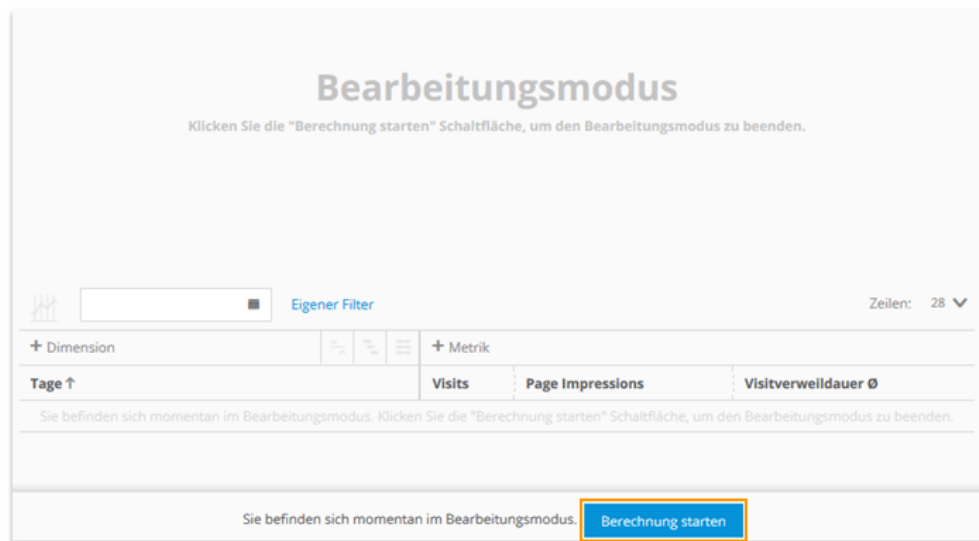 Bearbeitungsmodus
Klicken Sie die "Berechnung starten" Schaltfläche, um den Bearbeitungsmodus zu beenden.
Eigener Filter Zeilen: 28
+ Dimension + Metrik
Tage ↑ Visits Page Impressions Visitverweildauer Ø
Sie befinden sich momentan im Bearbeitungsmodus. Klicken Sie die "Berechnung starten" Schaltfläche, um den Bearbeitungsmodus zu beenden.
Sie befinden sich momentan im Bearbeitungsmodus. Berechnung starten